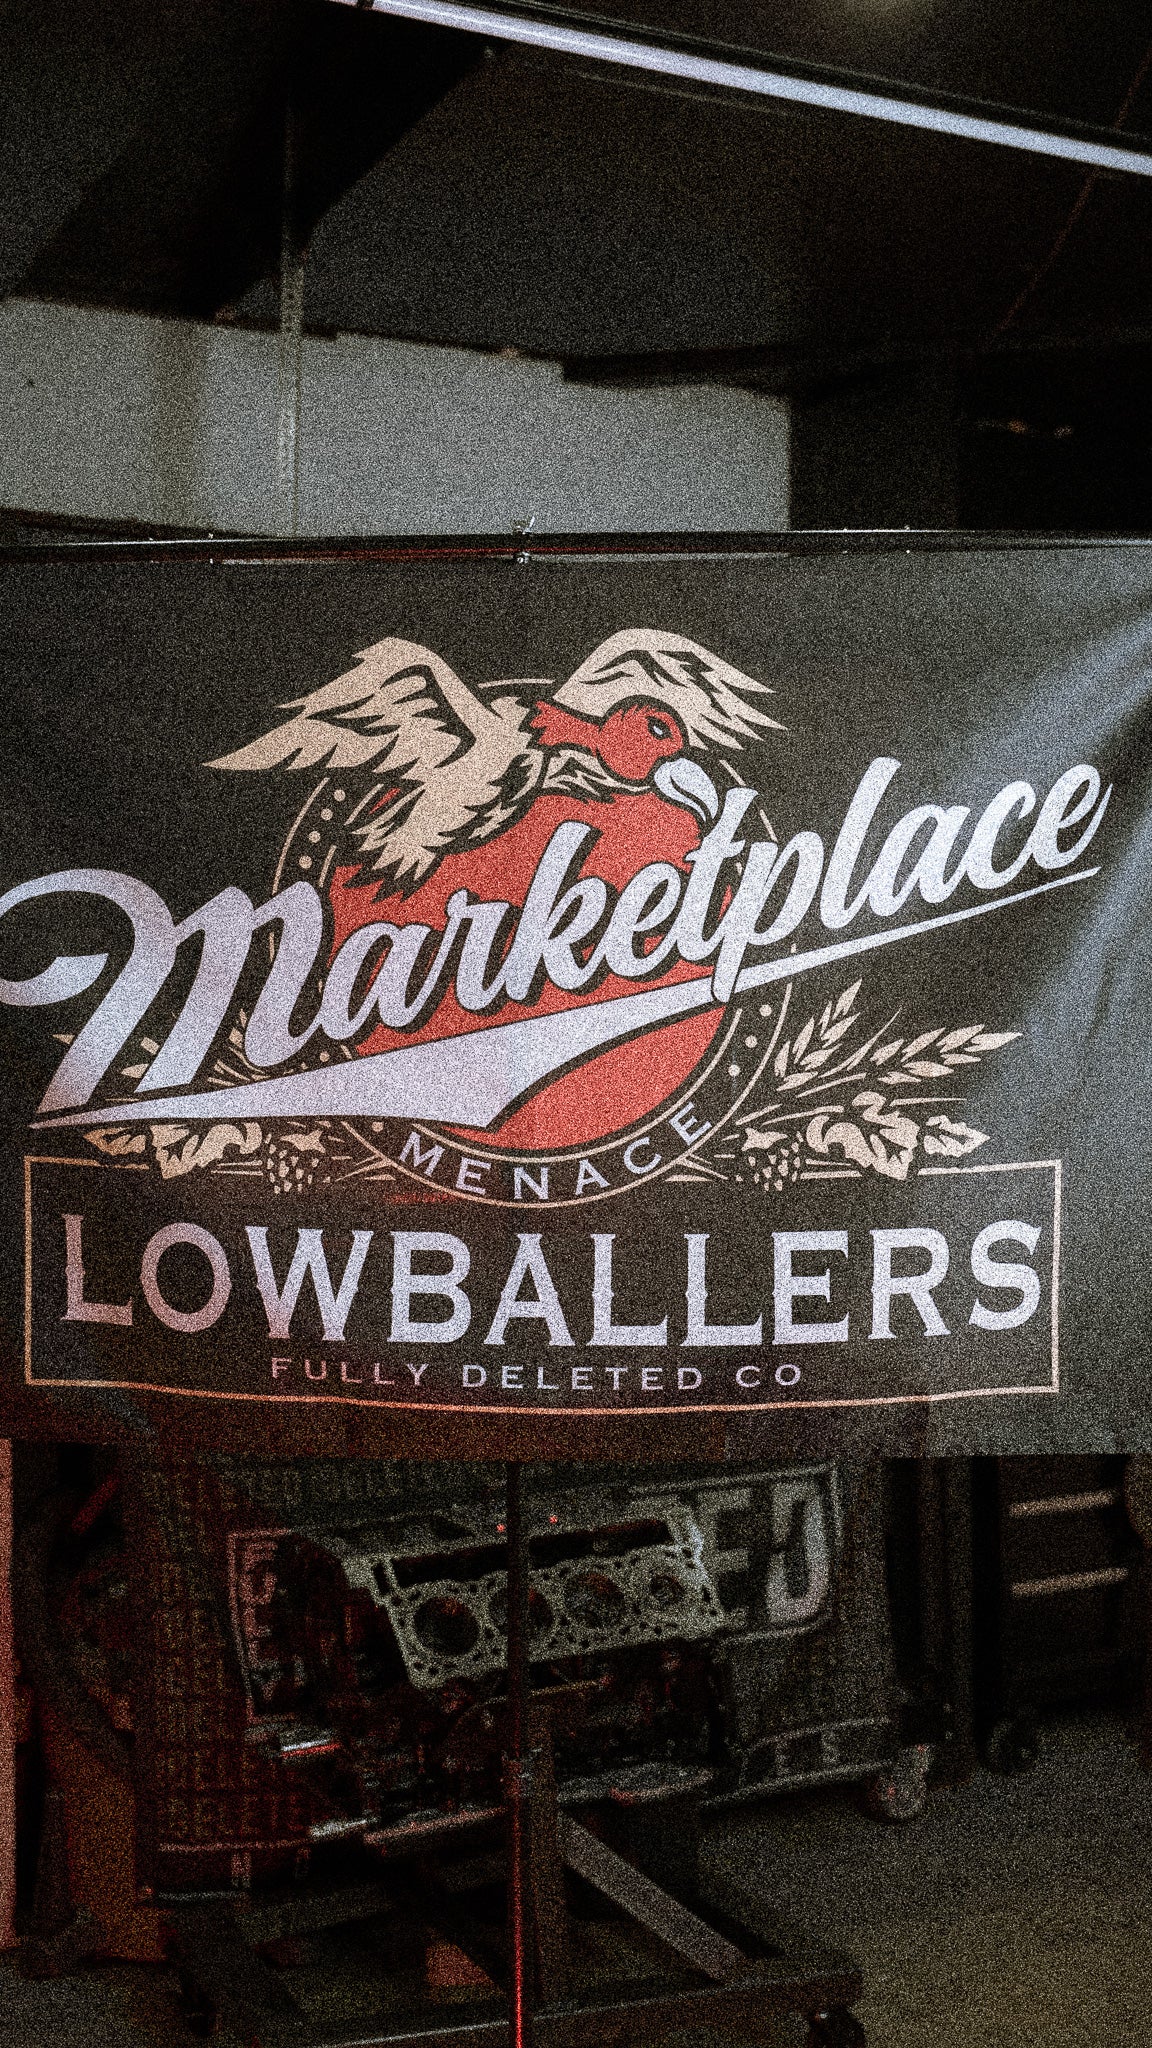 Marketplace
MENACE
LOWBALLERS
FULLY DELETED CO